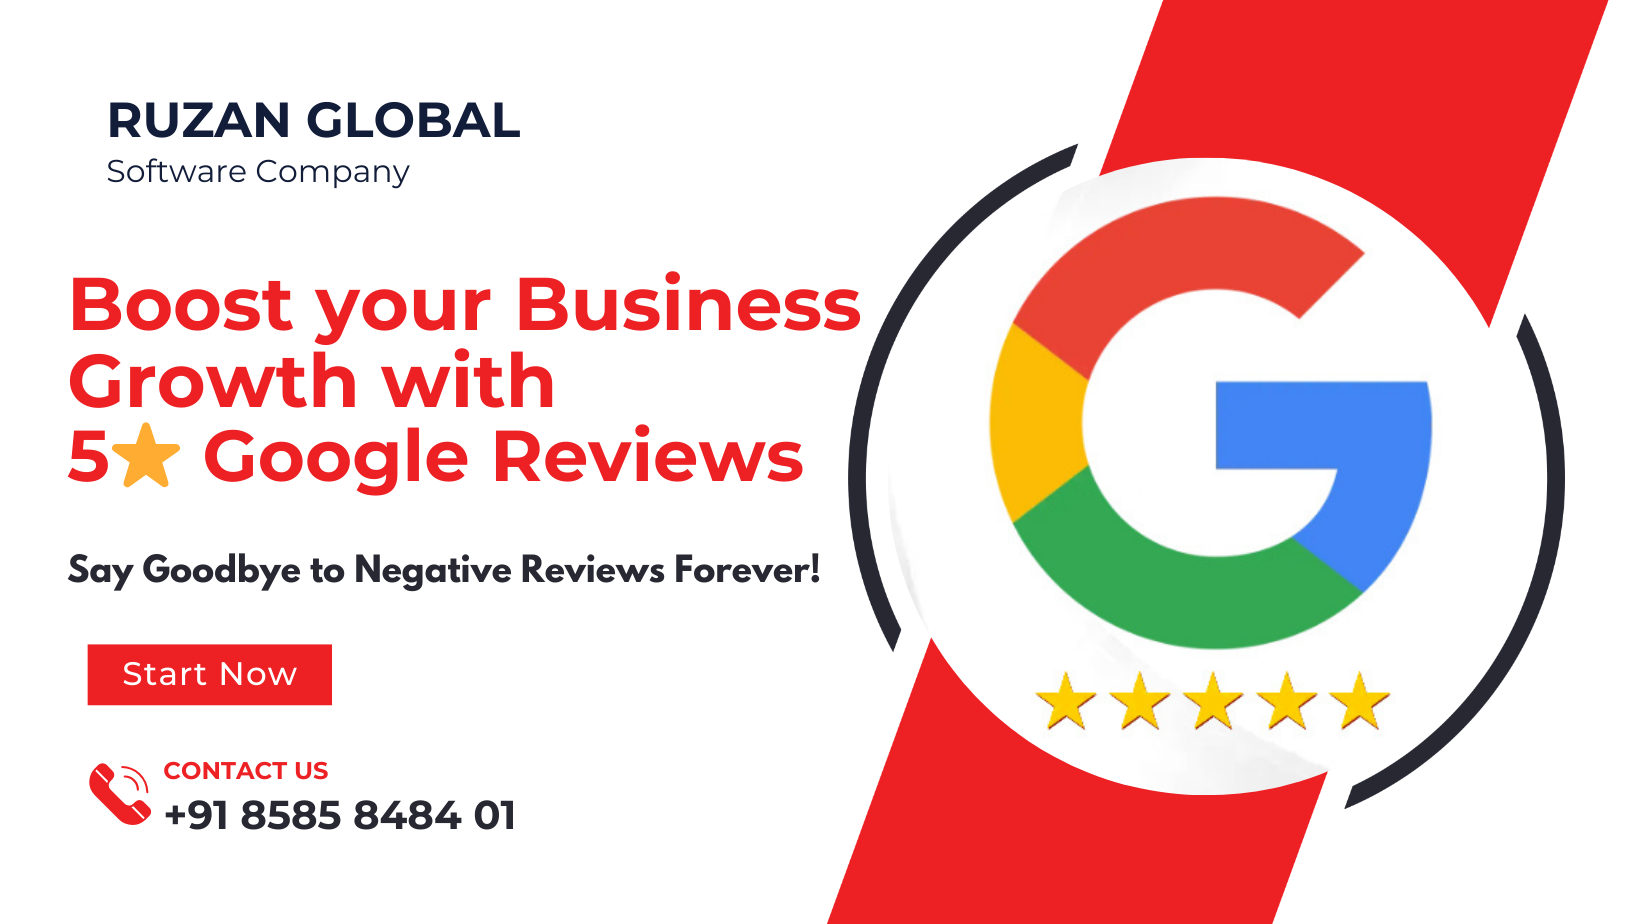 RUZAN GLOBAL
Software Company
Boost your Business
Growth with
5⭐ Google Reviews
Say Goodbye to Negative Reviews Forever!
Start Now
CONTACT US
+91 8585 8484 01